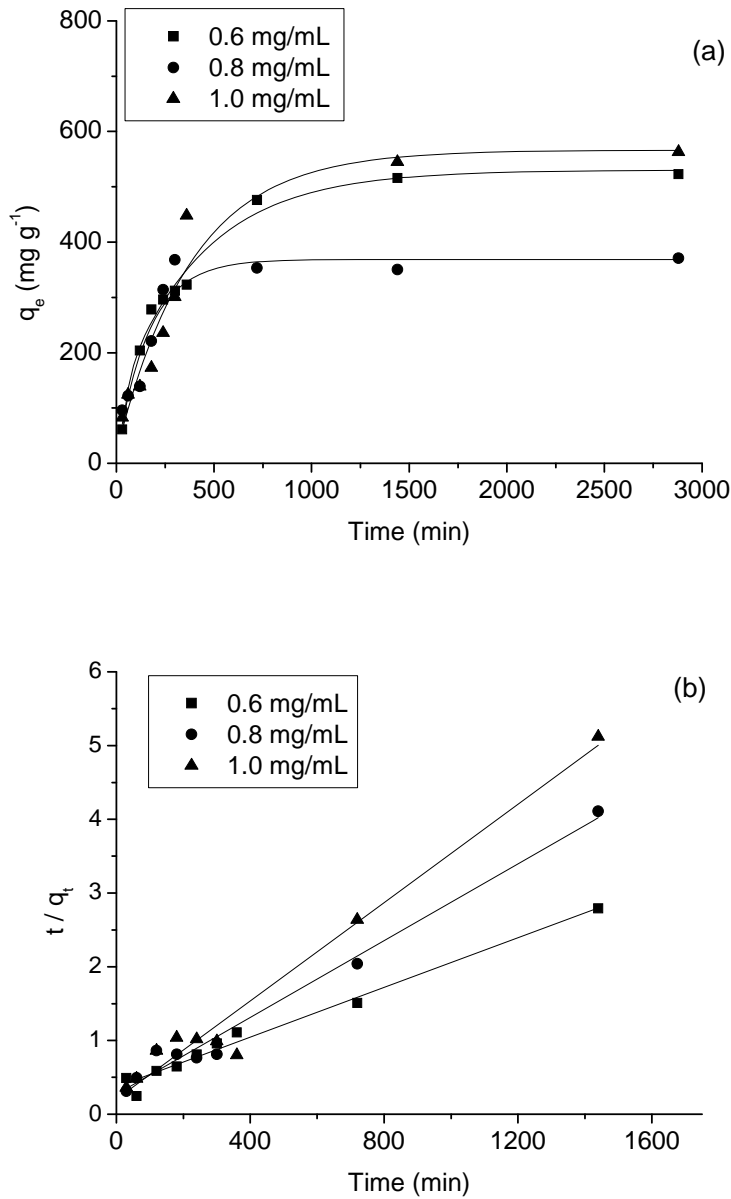 800
0.6 mg/mL
0.8 mg/mL
1.0 mg/mL
(a)
600
400
200
0
q_e (mg g^-1)
0 500 1000 1500 2000 2500 3000
Time (min)
6
0.6 mg/mL
0.8 mg/mL
1.0 mg/mL
(b)
5
4
3
2
1
0
t / q_t
0 400 800 1200 1600
Time (min)